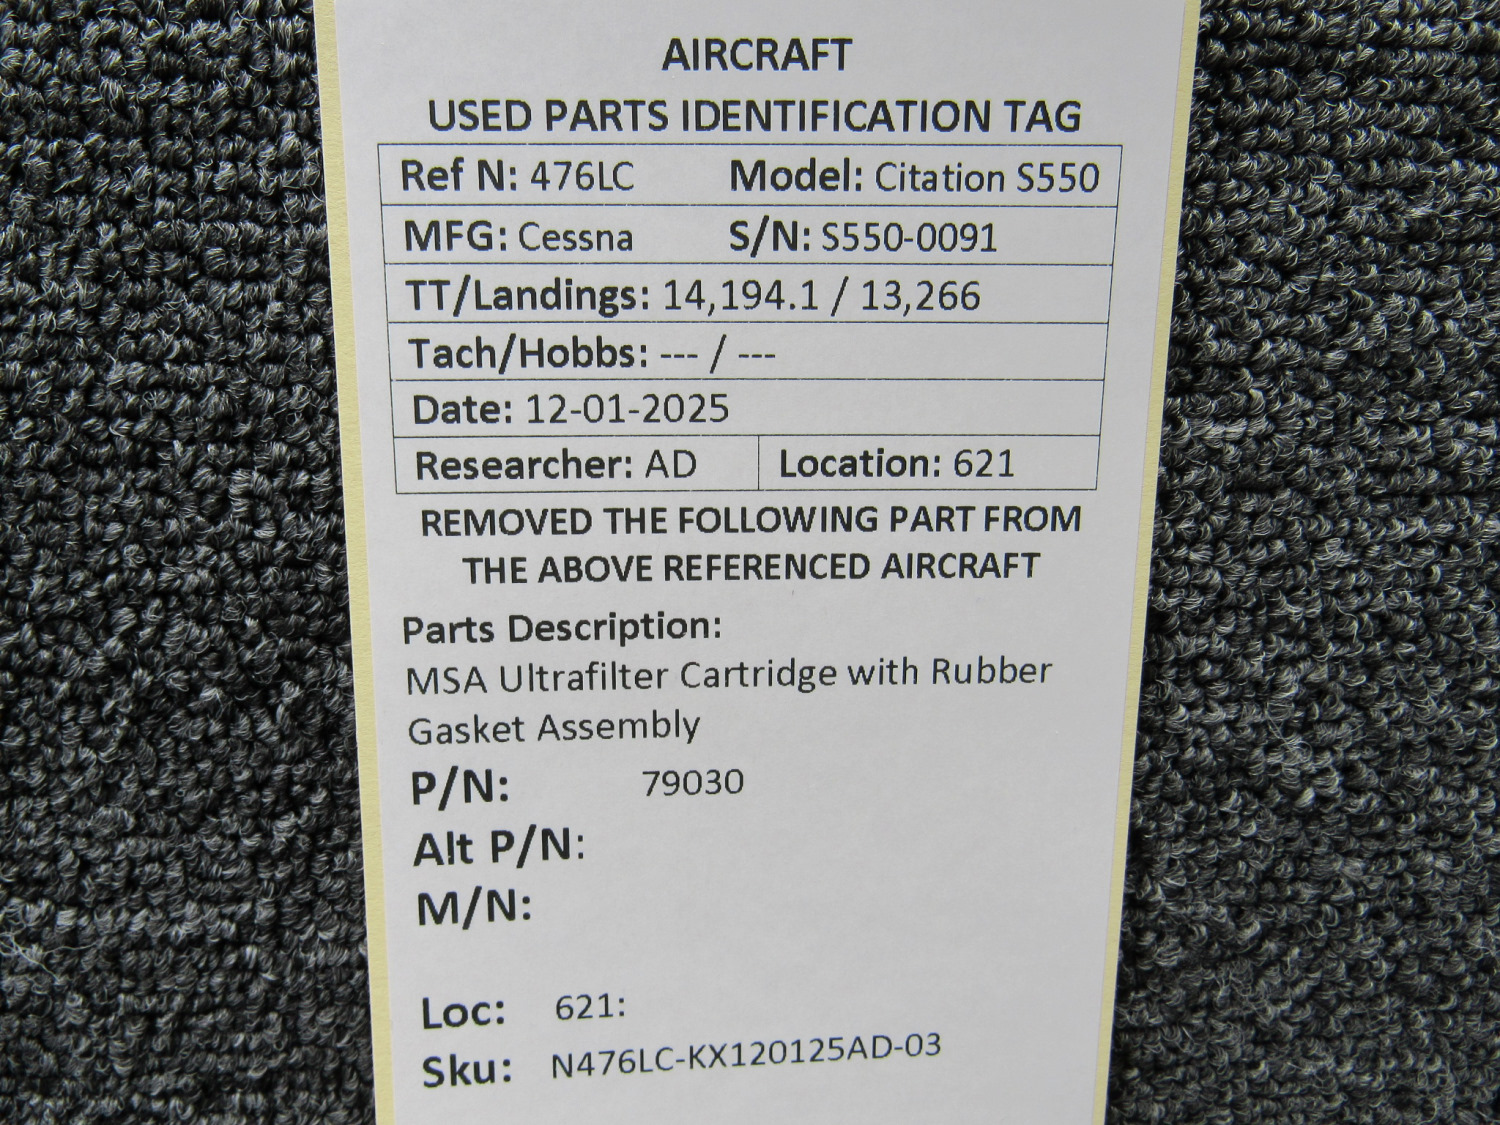 AIRCRAFT
USED PARTS IDENTIFICATION TAG
Ref N: 476LC Model: Citation S550
MFG: Cessna S/N: S550-0091
TT/Landings: 14,194.1 / 13,266
Tach/Hobbs: --- / ---
Date: 12-01-2025
Researcher: AD Location: 621
REMOVED THE FOLLOWING PART FROM
THE ABOVE REFERENCED AIRCRAFT
Parts Description:
MSA Ultrafilter Cartridge with Rubber
Gasket Assembly
P/N: 79030
Alt P/N:
M/N:
Loc: 621:
Sku: N476LC-KX120125AD-03